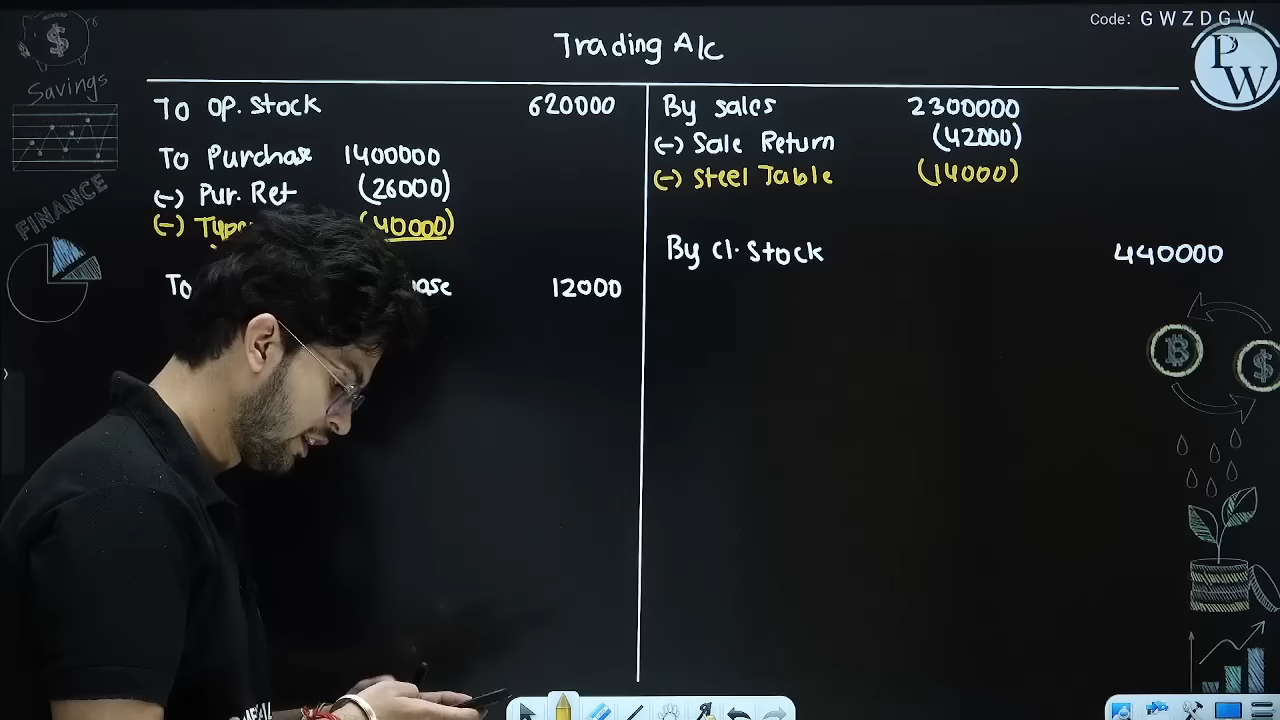 Code: G W Z D G W
Trading A/c
PW
Savings
FINANCE
To Op. Stock 620000
To Purchase 1400000
(-) Pur. Ret (26000)
(-) (40000)
To 12000
By sales 2300000
(-) Sale Return (42000)
(-) Steel Table (14000)
By Cl. Stock 440000